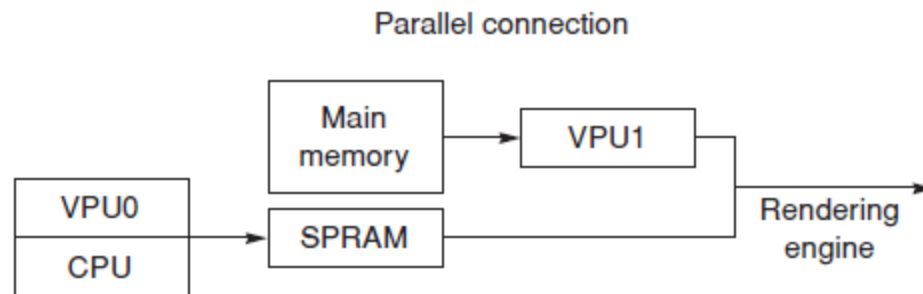 Parallel connection
Main
memory
VPU1
VPU0
SPRAM
CPU
Rendering
engine